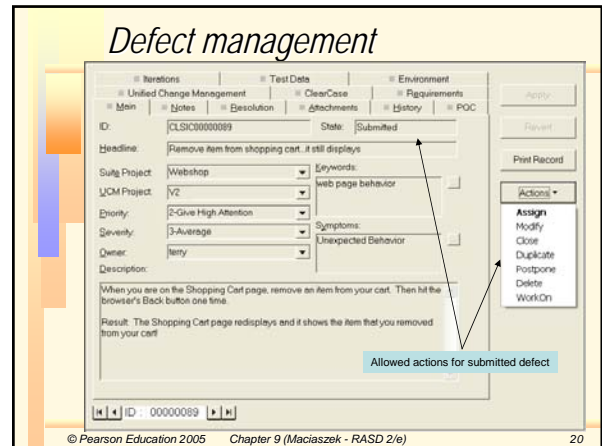 Defect management
Iterations
Test Data
Environment
Unified Change Management
ClearCase
Requirements
Main
Notes
Resolution
Attachments
History
POC
ID:
CLSIC00000089
State:
Submitted
Headline:
Remove item from shopping cart...it still displays
Suite Project
Webshop
Keywords:
web page behavior
UCM Project
V2
Priority:
2-Give High Attention
Severity:
3-Average
Symptoms:
Unexpected Behavior
Owner:
terry
Description:
When you are on the Shopping Cart page, remove an item from your cart. Then hit the
browser's Back button one time.
Result: The Shopping Cart page redisplays and it shows the item that you removed
from your cart!
Apply
Revert
Print Record
Actions
Assign
Modify
Close
Duplicate
Postpone
Delete
WorkOn
Allowed actions for submitted defect
ID : 00000089
© Pearson Education 2005 Chapter 9 (Maciaszek - RASD 2/e) 20